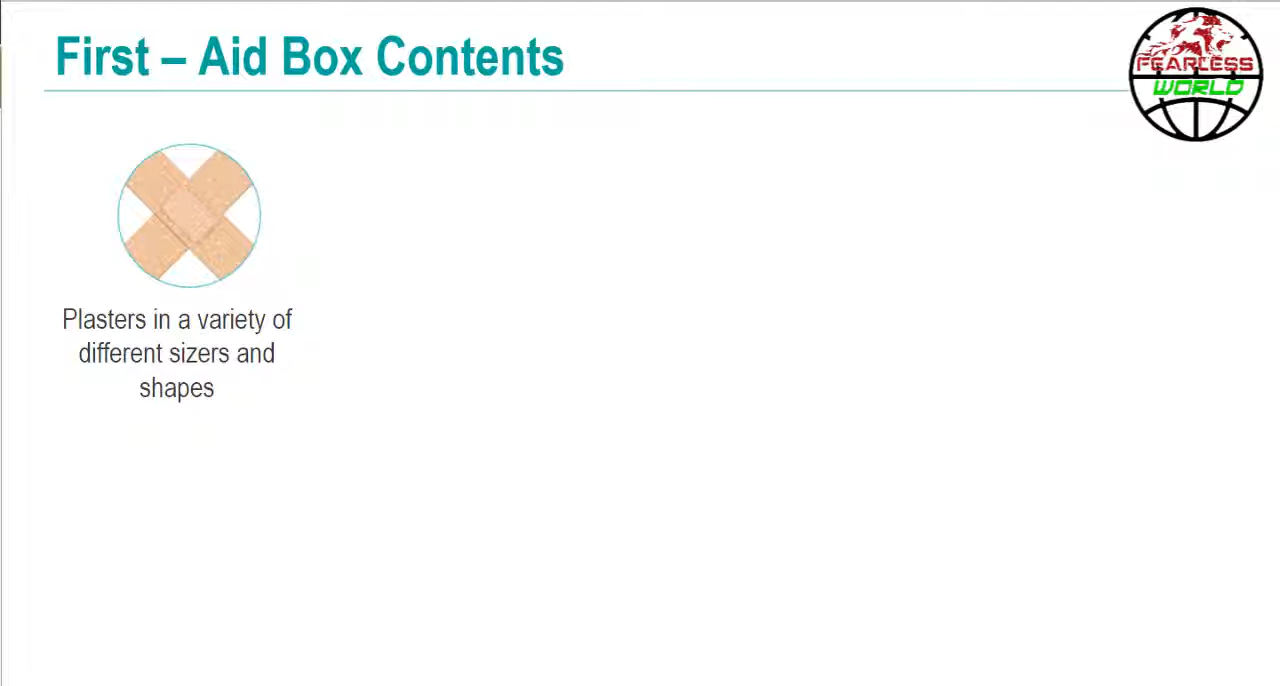 First – Aid Box Contents
FEARLESS
WORLD
Plasters in a variety of
different sizers and
shapes